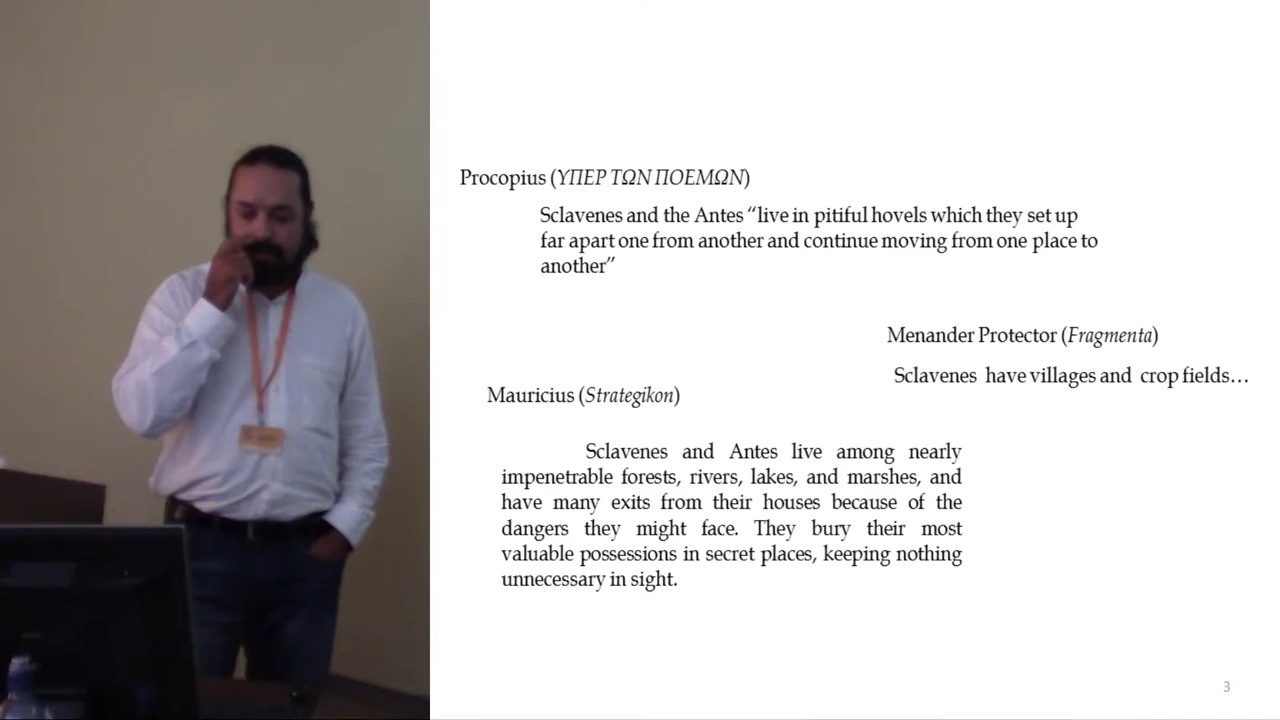 Procopius (ΥΠΕΡ ΤΩΝ ΠΟΕΜΩΝ)
Sclavenes and the Antes “live in pitiful hovels which they set up
far apart one from another and continue moving from one place to
another”
Menander Protector (Fragmenta)
Sclavenes have villages and crop fields…
Mauricius (Strategikon)
Sclavenes and Antes live among nearly
impenetrable forests, rivers, lakes, and marshes, and
have many exits from their houses because of the
dangers they might face. They bury their most
valuable possessions in secret places, keeping nothing
unnecessary in sight.
3